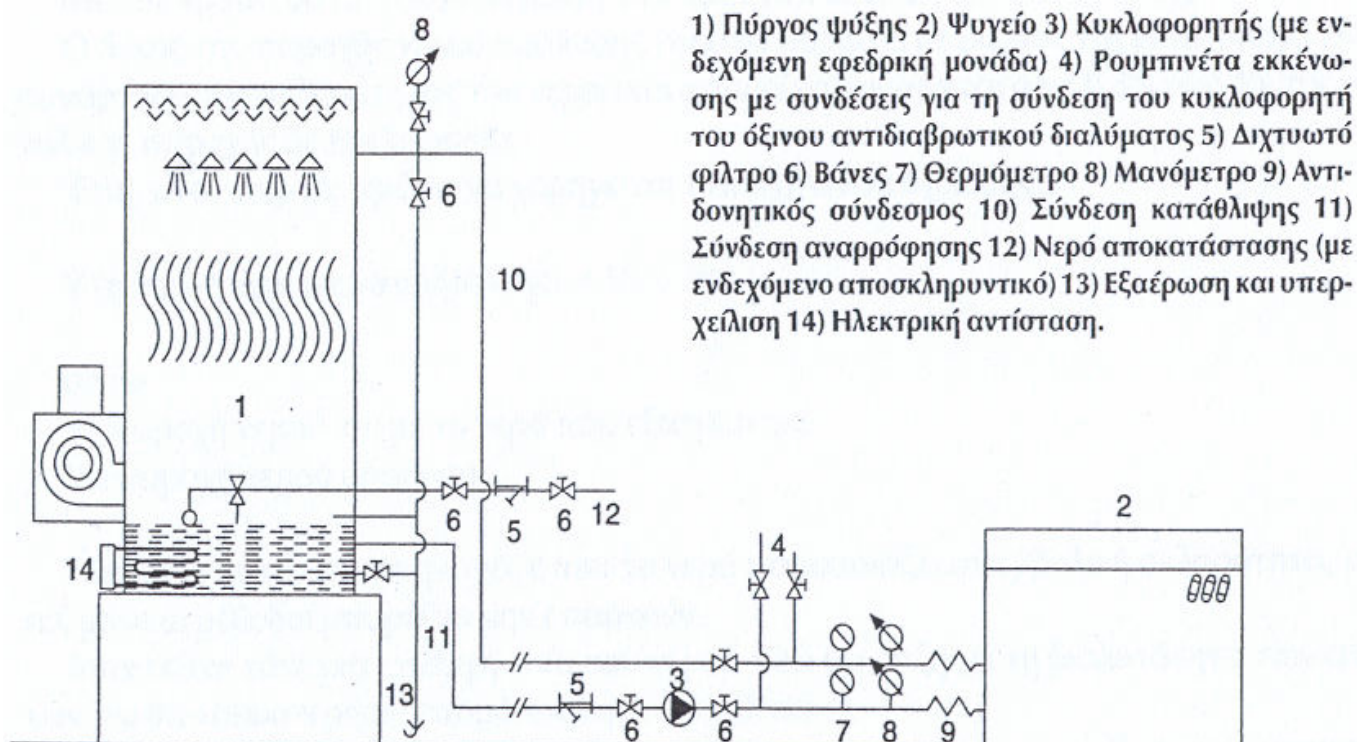 1) Πύργος ψύξης 2) Ψυγείο 3) Κυκλοφορητής (με εν-
δεχόμενη εφεδρική μονάδα) 4) Ρουμπινέτα εκκένω-
σης με συνδέσεις για τη σύνδεση του κυκλοφορητή
του όξινου αντιδιαβρωτικού διαλύματος 5) Διχτυωτό
φίλτρο 6) Βάνες 7) Θερμόμετρο 8) Μανόμετρο 9) Αντι-
δονητικός σύνδεσμος 10) Σύνδεση κατάθλιψης 11)
Σύνδεση αναρρόφησης 12) Νερό αποκατάστασης (με
ενδεχόμενο αποσκληρυντικό) 13) Εξαέρωση και υπερ-
χείλιση 14) Ηλεκτρική αντίσταση.
8
6
10
1
6 5 6 12
2
4
14
000
11
13
5 3
6 6 7 8 9